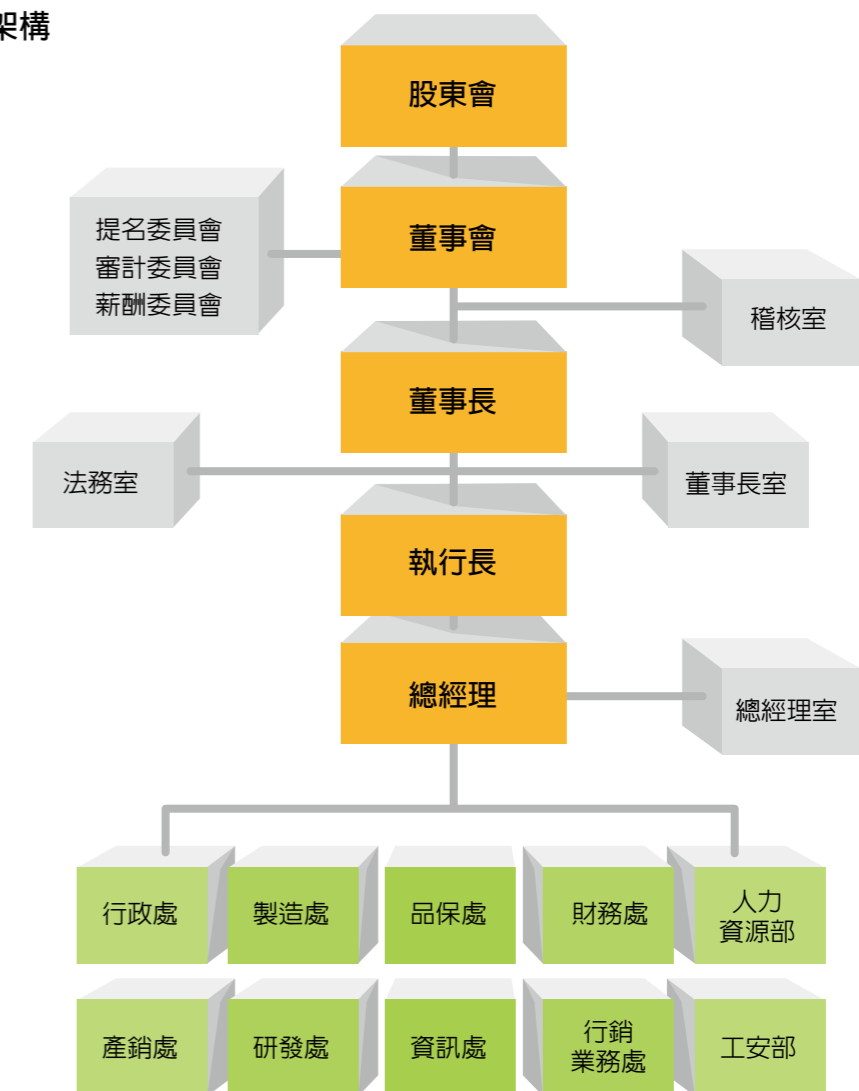 架構
股東會
提名委員會
審計委員會
薪酬委員會
董事會
稽核室
董事長
法務室
董事長室
執行長
總經理
總經理室
行政處
製造處
品保處
財務處
人力
資源部
產銷處
研發處
資訊處
行銷
業務處
工安部